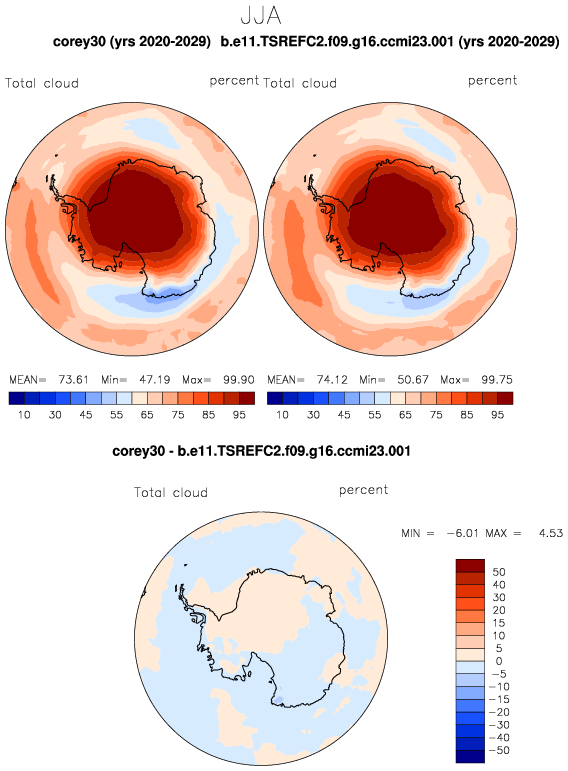 JJA
corey30 (yrs 2020-2029) b.e11.TSREFC2.f09.g16.ccmi23.001 (yrs 2020-2029)
Total cloud percent Total cloud percent
MEAN= 73.61 Min= 47.19 Max= 99.90 MEAN= 74.12 Min= 50.67 Max= 99.75
10 30 45 55 65 75 85 95 10 30 45 55 65 75 85 95
corey30 - b.e11.TSREFC2.f09.g16.ccmi23.001
Total cloud percent
MIN = -6.01 MAX = 4.53
50
40
30
20
15
10
5
0
-5
-10
-15
-20
-30
-40
-50